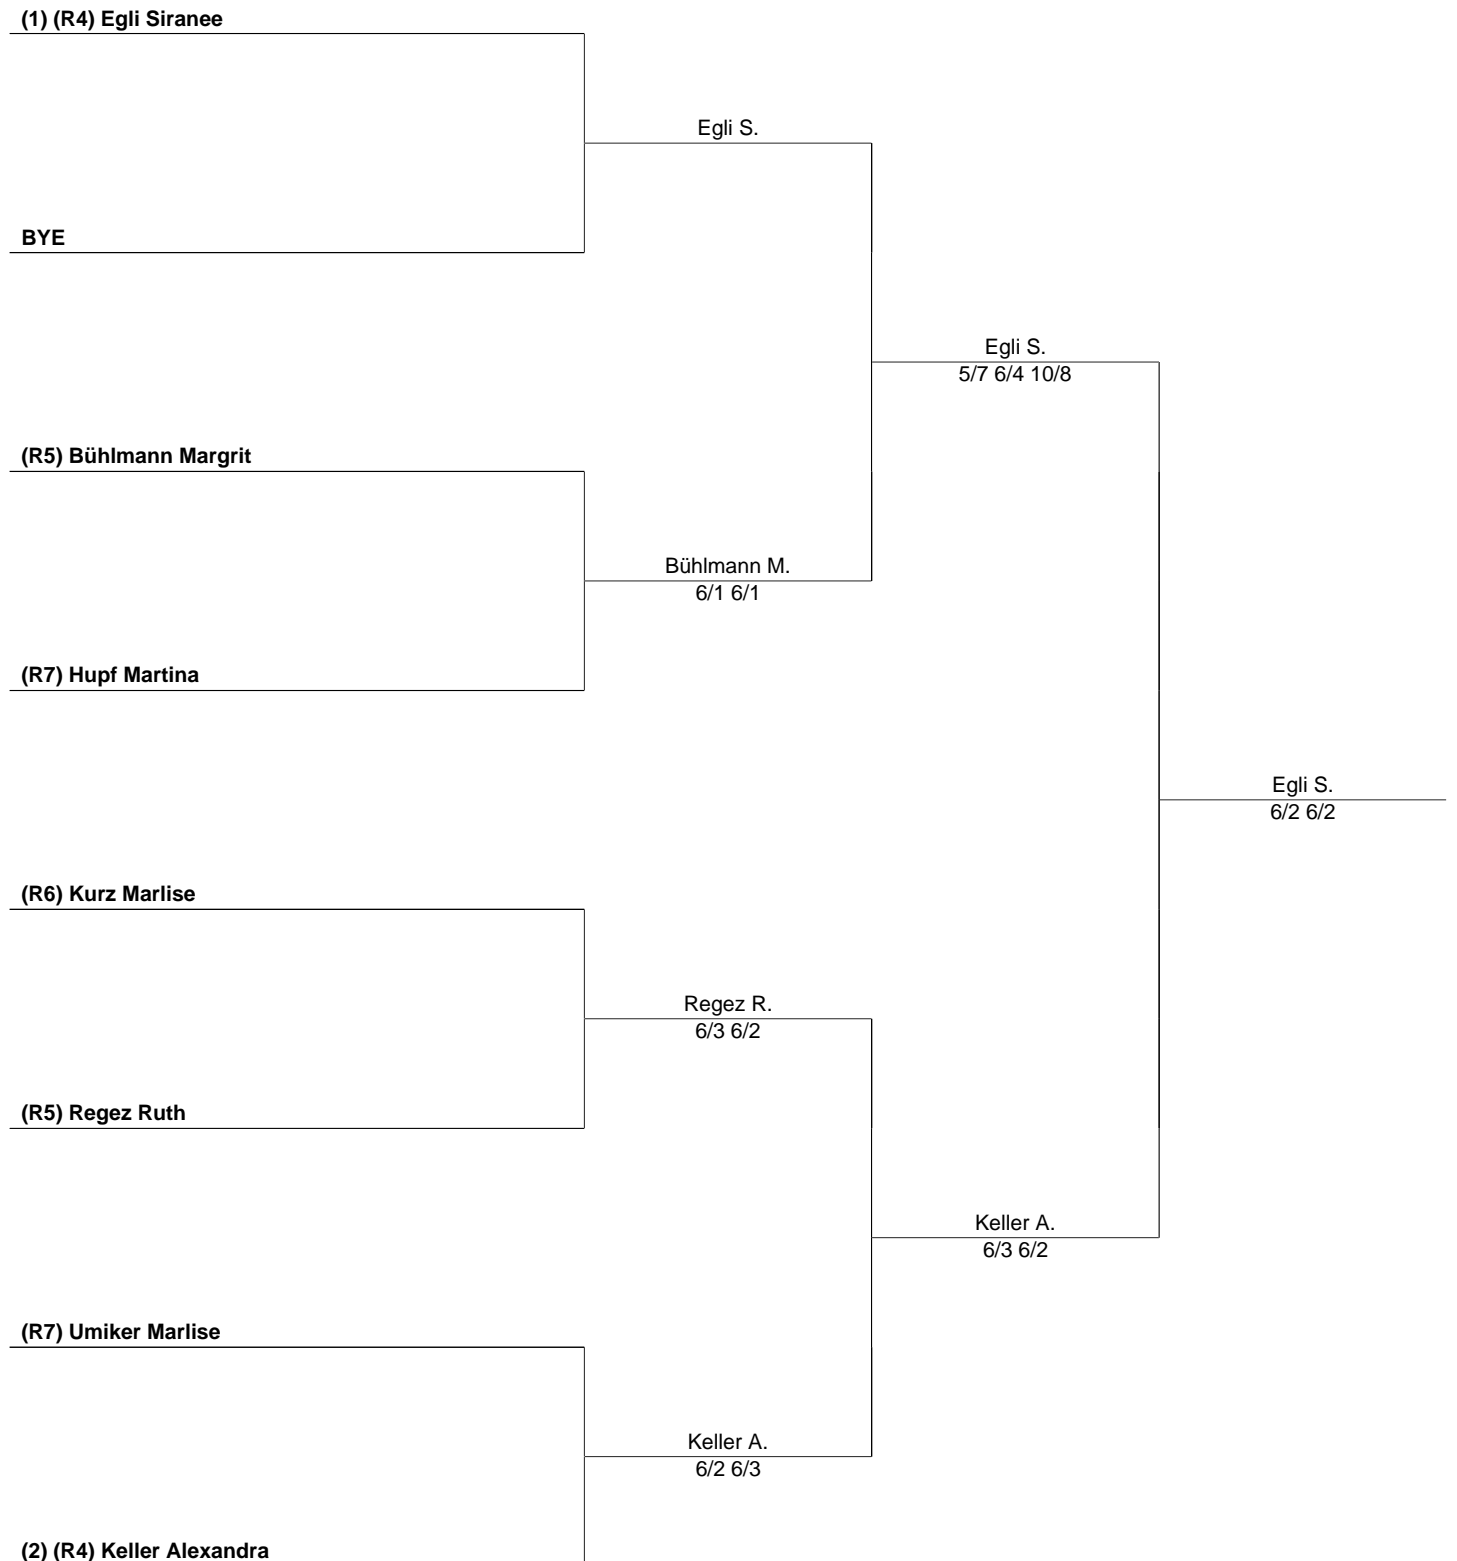 (1) (R4) Egli Siranee
Egli S.
BYE
Egli S.
5/7 6/4 10/8
(R5) Bühlmann Margrit
Bühlmann M.
6/1 6/1
(R7) Hupf Martina
Egli S.
6/2 6/2
(R6) Kurz Marlise
Regez R.
6/3 6/2
(R5) Regez Ruth
Keller A.
6/3 6/2
(R7) Umiker Marlise
Keller A.
6/2 6/3
(2) (R4) Keller Alexandra